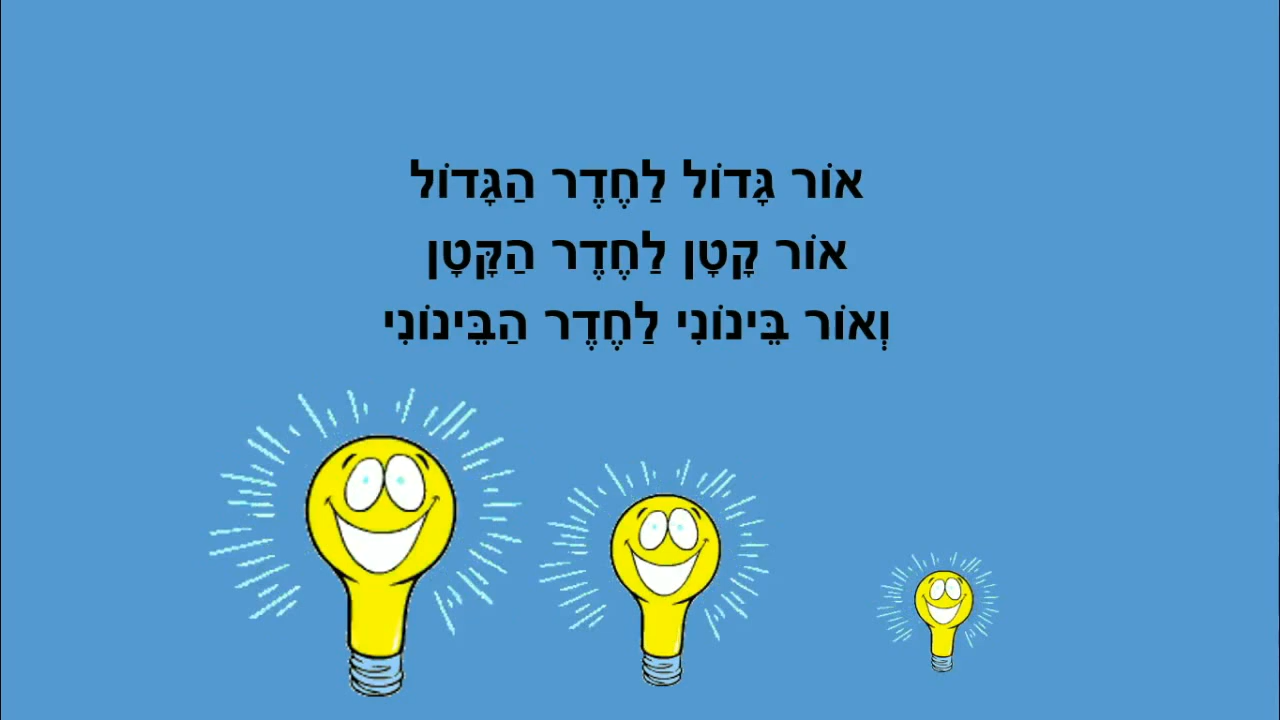 אוֹר גָּדוֹל לַחֶדֶר הַגָּדוֹל
אוֹר קָטָן לַחֶדֶר הַקָּטָן
וְאוֹר בֵּינוֹנִי לַחֶדֶר הַבֵּינוֹנִי